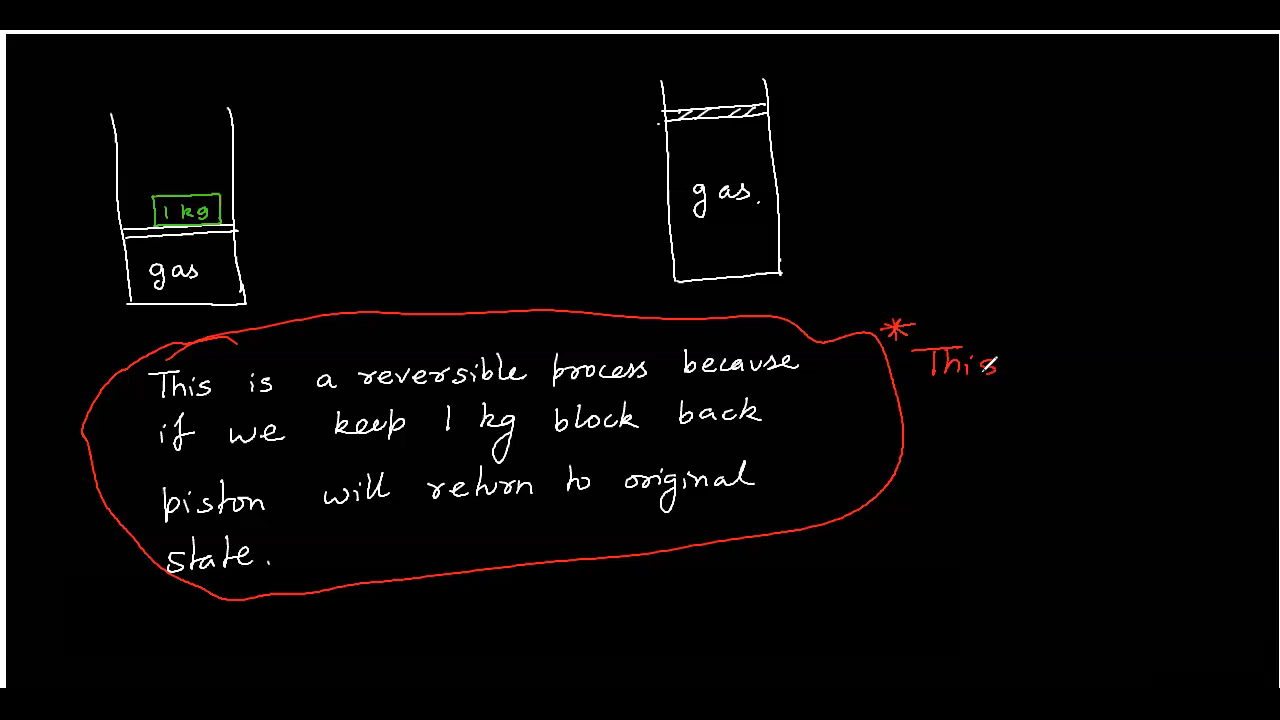 1 kg
gas
gas.
This is a reversible process because
if we keep 1 kg block back
piston will return to original
state.
* This